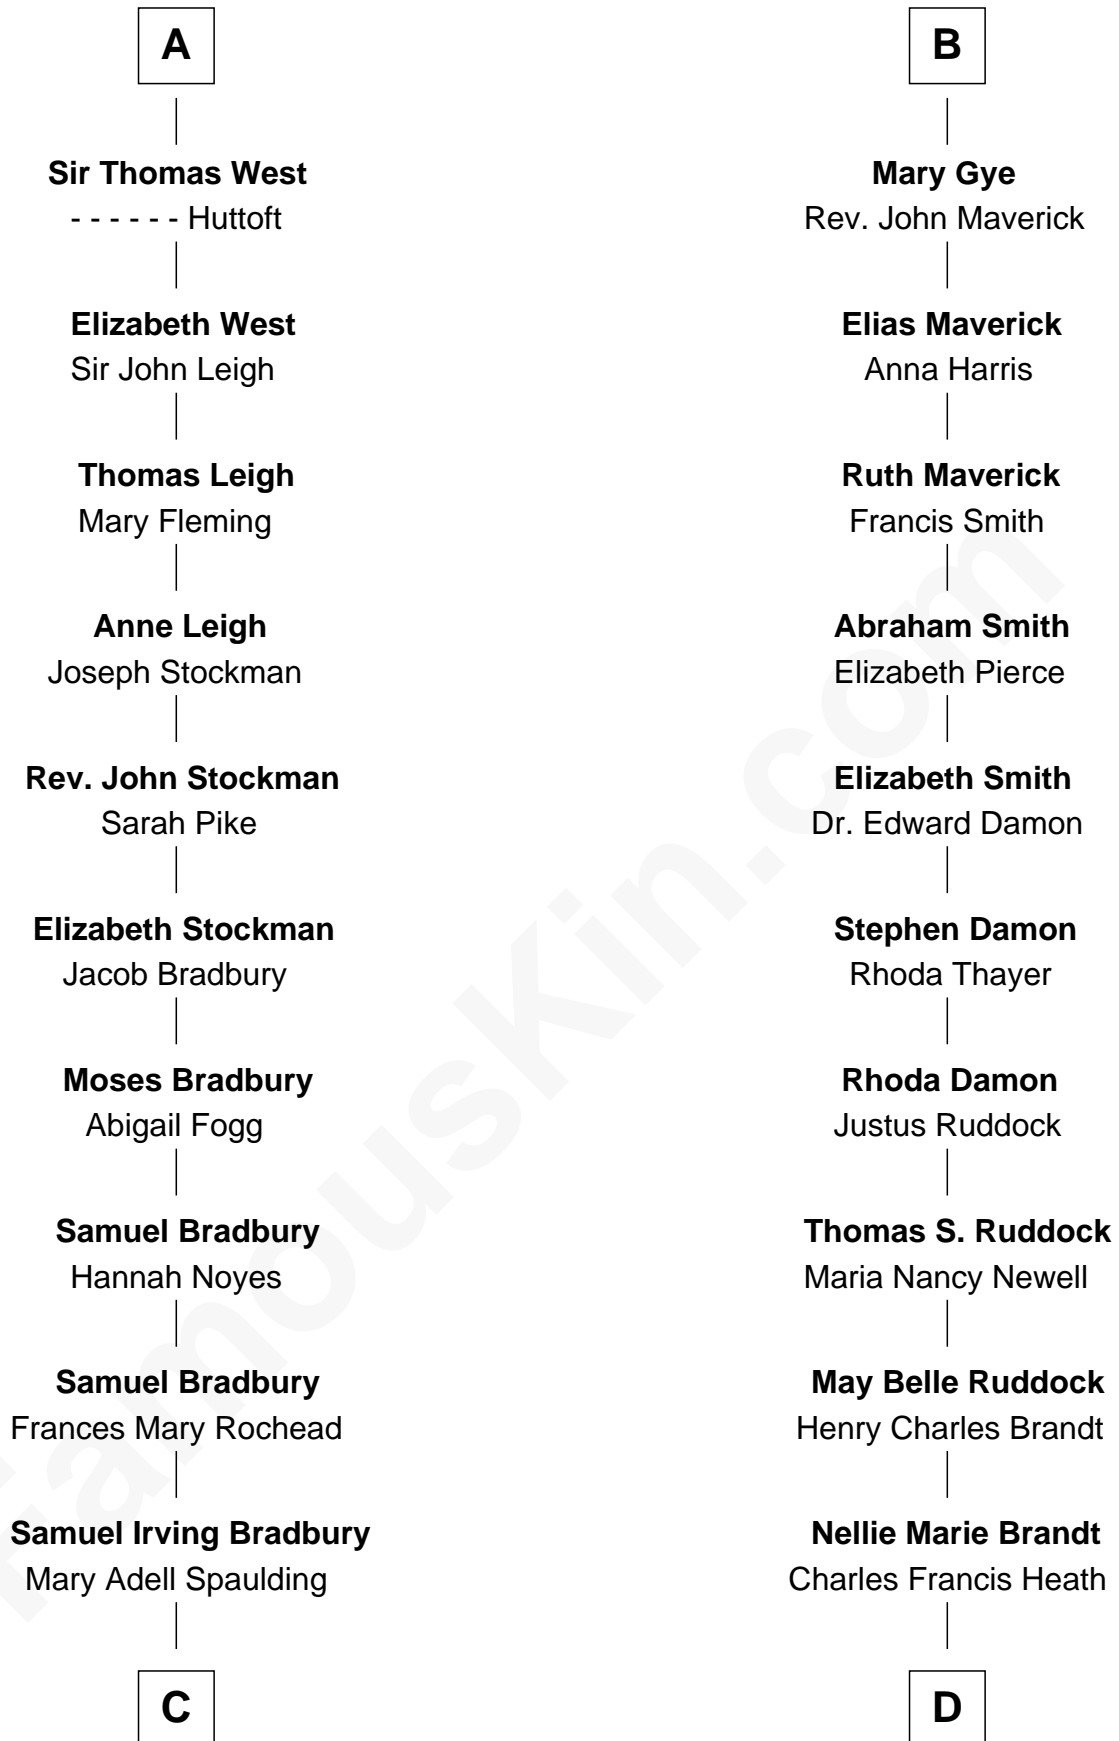 A
Sir Thomas West
- - - - - - Huttoft
Elizabeth West
Sir John Leigh
Thomas Leigh
Mary Fleming
Anne Leigh
Joseph Stockman
Rev. John Stockman
Sarah Pike
Elizabeth Stockman
Jacob Bradbury
Moses Bradbury
Abigail Fogg
Samuel Bradbury
Hannah Noyes
Samuel Bradbury
Frances Mary Rochead
Samuel Irving Bradbury
Mary Adell Spaulding
C
B
Mary Gye
Rev. John Maverick
Elias Maverick
Anna Harris
Ruth Maverick
Francis Smith
Abraham Smith
Elizabeth Pierce
Elizabeth Smith
Dr. Edward Damon
Stephen Damon
Rhoda Thayer
Rhoda Damon
Justus Ruddock
Thomas S. Ruddock
Maria Nancy Newell
May Belle Ruddock
Henry Charles Brandt
Nellie Marie Brandt
Charles Francis Heath
D
FamousKin.com